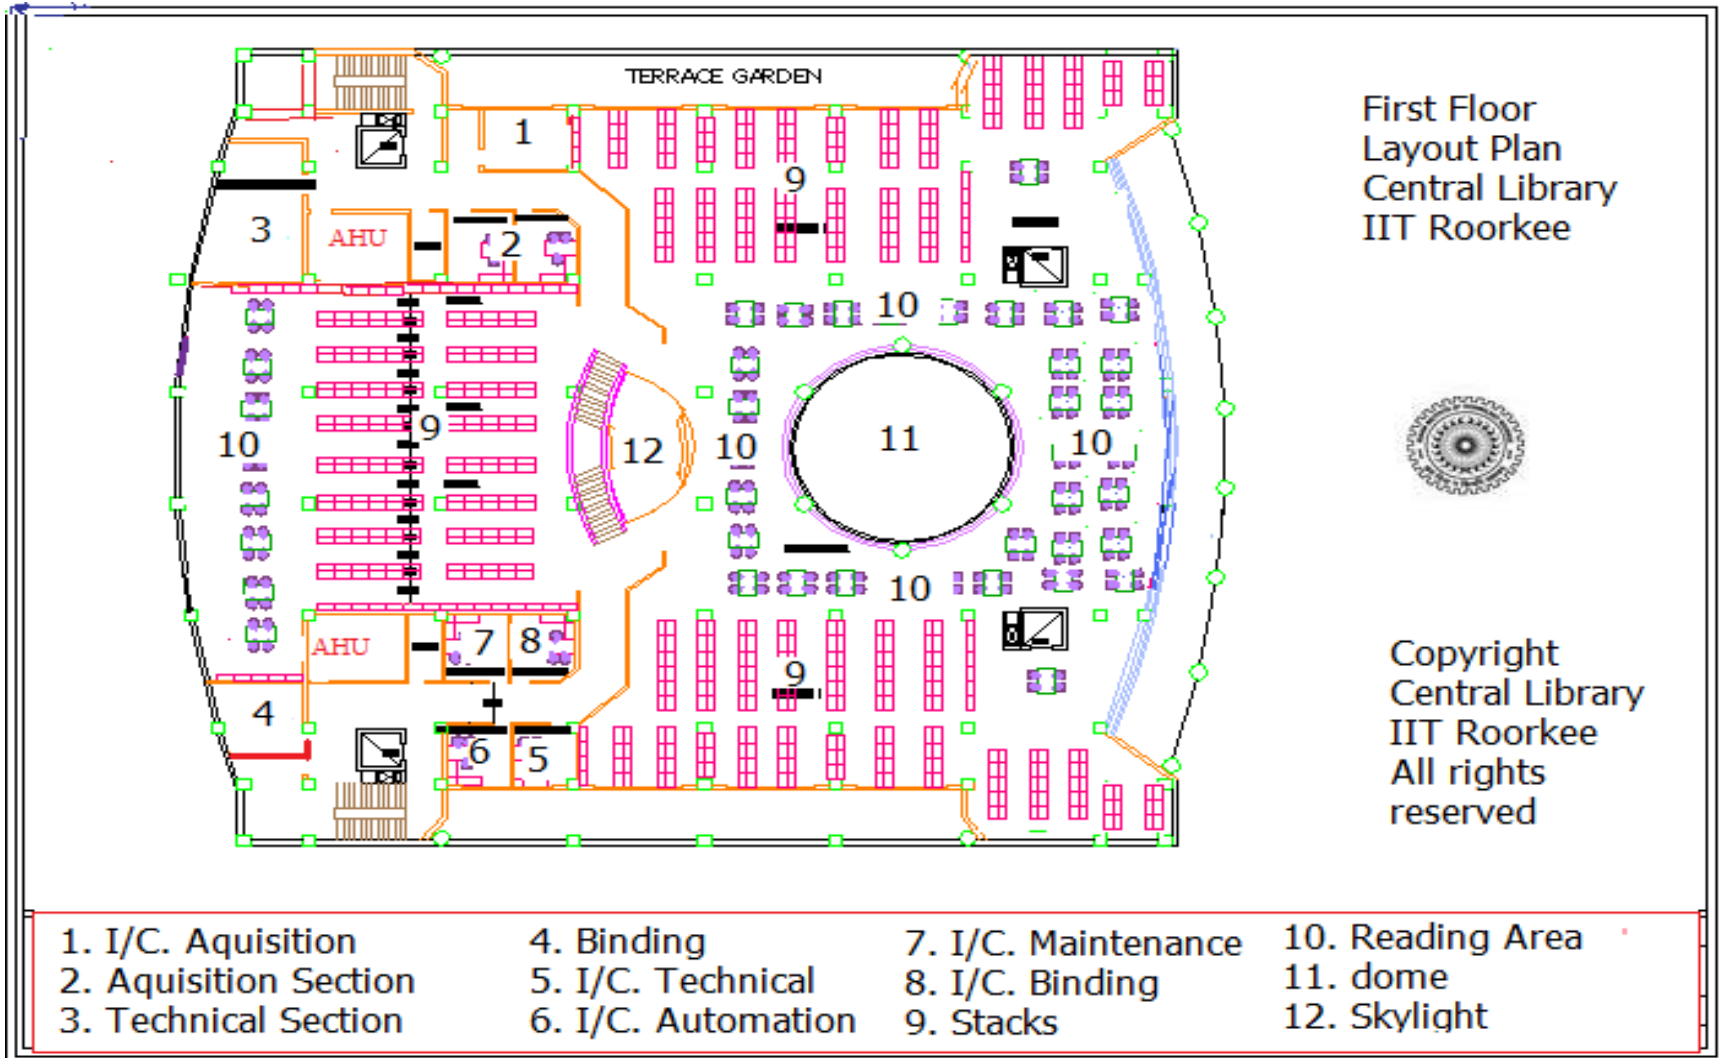 TERRACE GARDEN
First Floor
Layout Plan
Central Library
IIT Roorkee
1
9
3
AHU
2
10
10
9
10
12
10
11
10
10
AHU
7
8
9
4
6
5
Copyright
Central Library
IIT Roorkee
All rights
reserved
1. I/C. Aquisition
2. Aquisition Section
3. Technical Section
4. Binding
5. I/C. Technical
6. I/C. Automation
7. I/C. Maintenance
8. I/C. Binding
9. Stacks
10. Reading Area
11. dome
12. Skylight